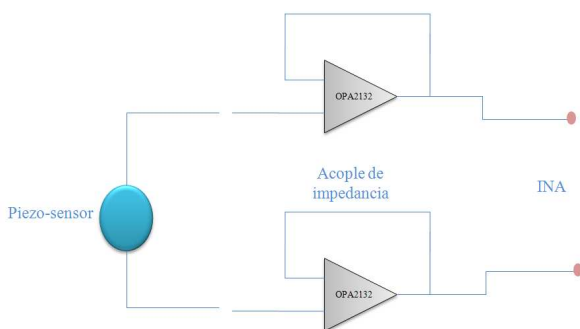 OPA2132
Piezo-sensor
Acople de
impedancia
INA
OPA2132